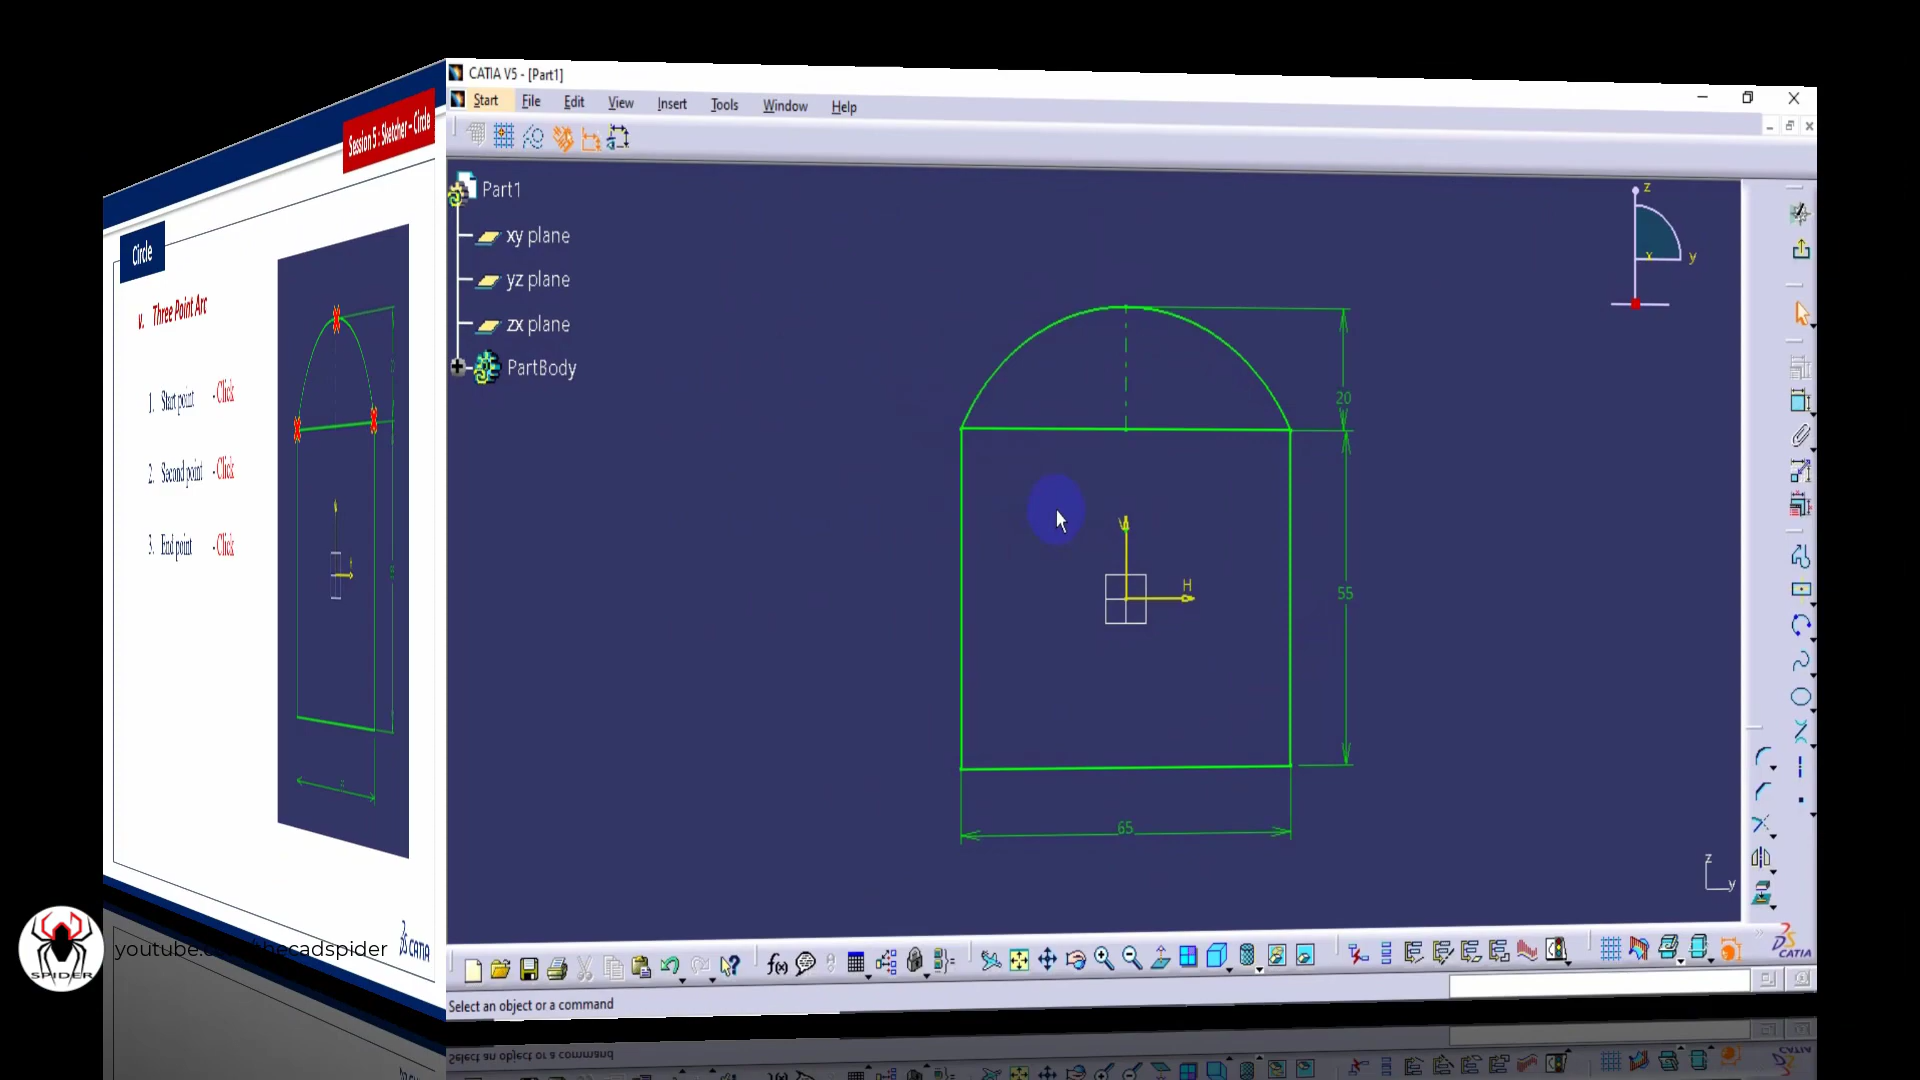 Session 5 : Sketcher – Circle
Circle
v. Three Point Arc
1. Start point - Click
2. Second point - Click
3. End point - Click
CATIA
SPIDER
CATIA V5 - [Part1]
Start File Edit View Insert Tools Window Help
Part1
xy plane
yz plane
zx plane
PartBody
z
x
y
20
55
65
V
H
z
y
f(x)
CATIA
Select an object or a command